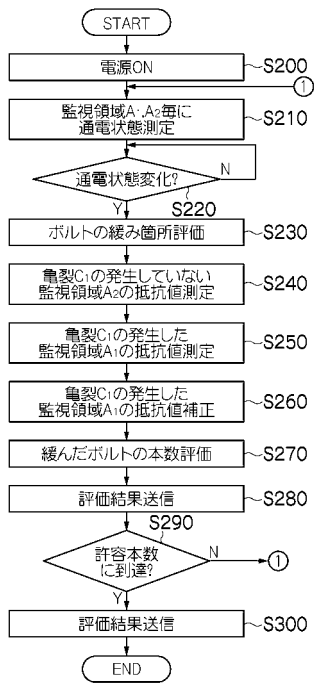 START
電源ON
S200
①
監視領域A1,A2毎に
通電状態測定
S210
通電状態変化?
N
Y
S220
ボルトの緩み箇所評価
S230
亀裂C1の発生していない
監視領域A2の抵抗値測定
S240
亀裂C1の発生した
監視領域A1の抵抗値測定
S250
亀裂C1の発生した
監視領域A1の抵抗値補正
S260
緩んだボルトの本数評価
S270
評価結果送信
S280
S290
許容本数
に到達?
N
①
Y
評価結果送信
S300
END